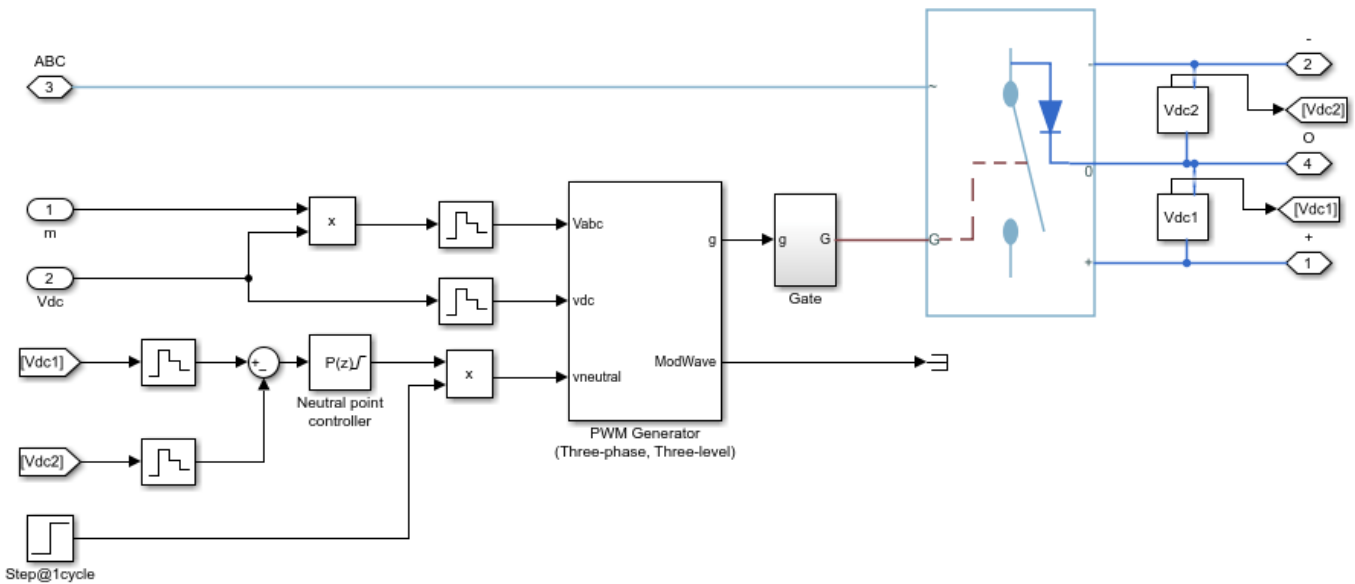 ABC
3
~
-
-
2
Vdc2
[Vdc2]
O
4
0
1
m
x
Vabc
g
g
G
G
Vdc1
[Vdc1]
+
+
1
2
Vdc
vdc
Gate
[Vdc1]
+
-
P(z)
x
vneutral
ModWave
Neutral point
controller
PWM Generator
(Three-phase, Three-level)
[Vdc2]
Step@1cycle